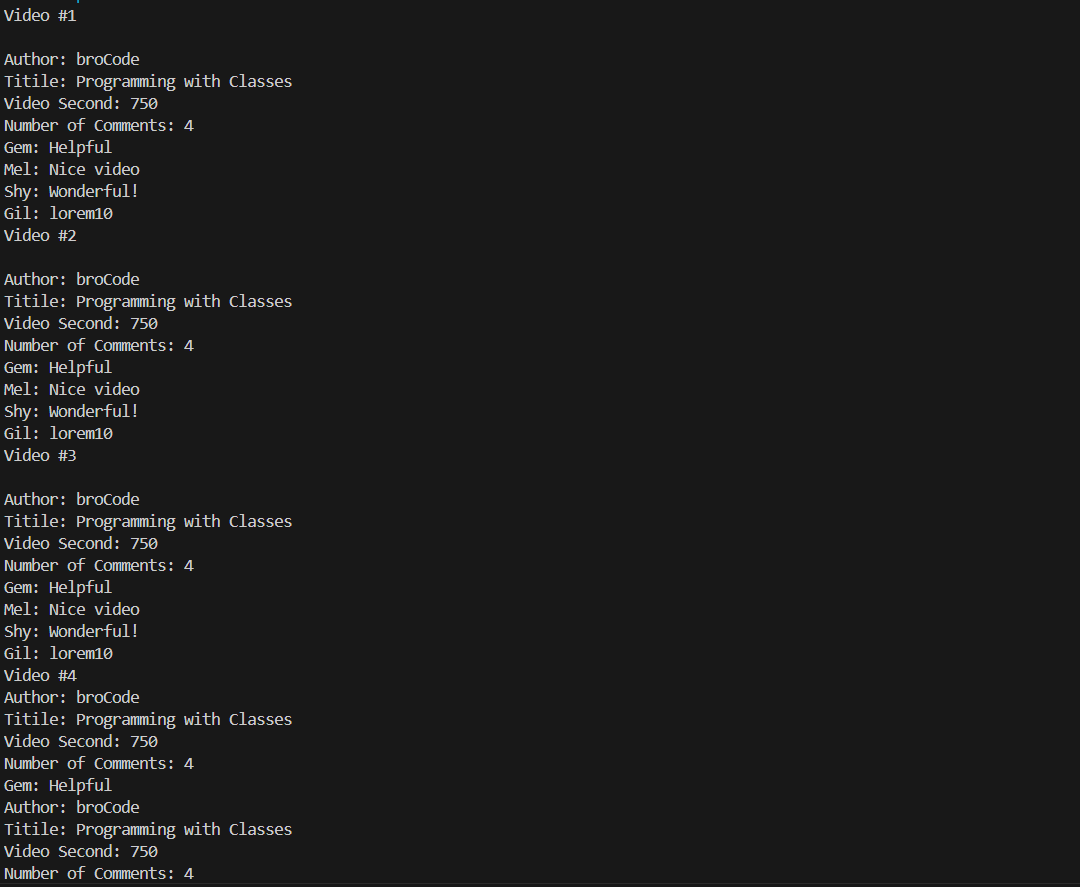 Video #1
Author: broCode
Titile: Programming with Classes
Video Second: 750
Number of Comments: 4
Gem: Helpful
Mel: Nice video
Shy: Wonderful!
Gil: lorem10
Video #2
Author: broCode
Titile: Programming with Classes
Video Second: 750
Number of Comments: 4
Gem: Helpful
Mel: Nice video
Shy: Wonderful!
Gil: lorem10
Video #3
Author: broCode
Titile: Programming with Classes
Video Second: 750
Number of Comments: 4
Gem: Helpful
Mel: Nice video
Shy: Wonderful!
Gil: lorem10
Video #4
Author: broCode
Titile: Programming with Classes
Video Second: 750
Number of Comments: 4
Gem: Helpful
Author: broCode
Titile: Programming with Classes
Video Second: 750
Number of Comments: 4